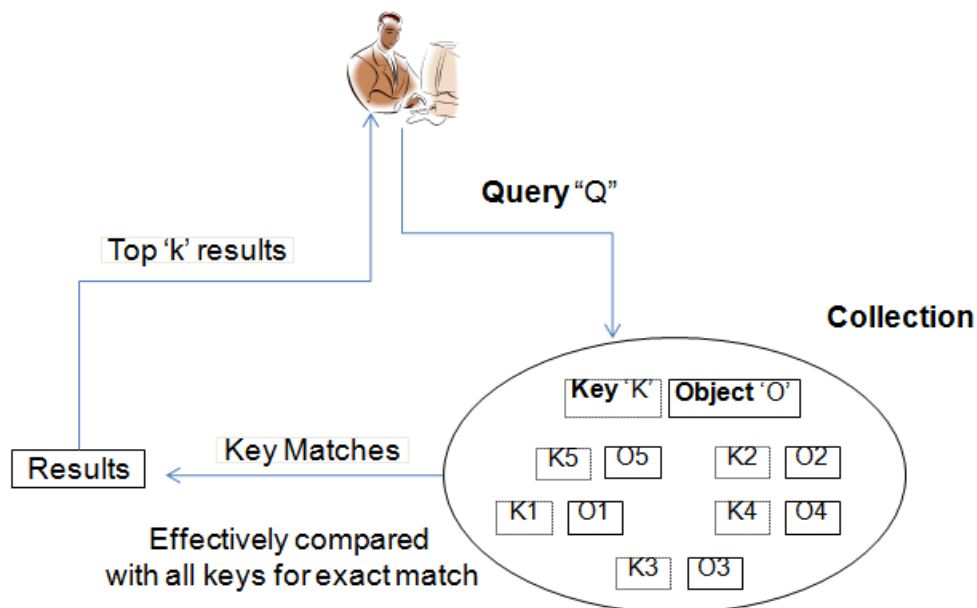 Query “Q”
Top ‘k’ results
Collection
Key ‘K’ Object ‘O’
Key Matches
Results
K5 O5 K2 O2
K1 O1 K4 O4
K3 O3
Effectively compared
with all keys for exact match